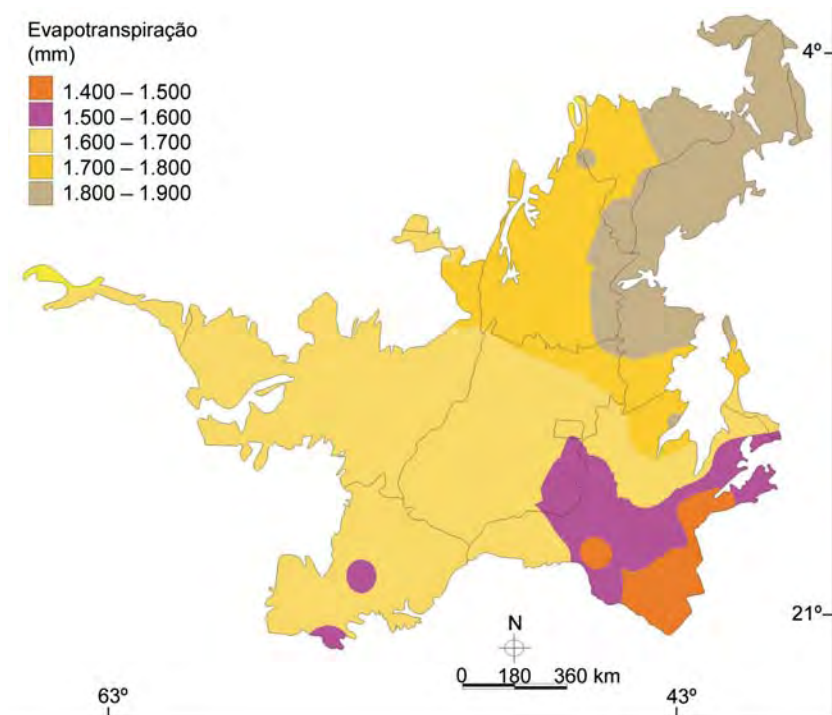 Evapotranspiração
(mm)
1.400 – 1.500
1.500 – 1.600
1.600 – 1.700
1.700 – 1.800
1.800 – 1.900
4º
21º
N
0 180 360 km
63º
43º